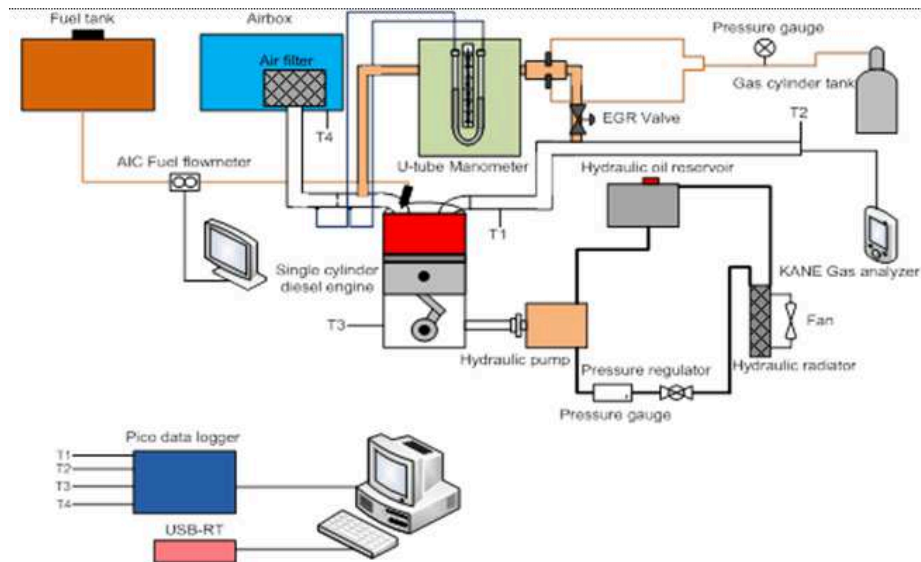 Fuel tank
Airbox
Pressure gauge
Air filter
Gas cylinder tank
T4
EGR Valve
T2
U-tube Manometer
AIC Fuel flowmeter
Hydraulic oil reservoir
T1
Single cylinder
diesel engine
KANE Gas analyzer
T3
Fan
Hydraulic pump
Hydraulic radiator
Pressure regulator
Pressure gauge
Pico data logger
T1
T2
T3
T4
USB-RT